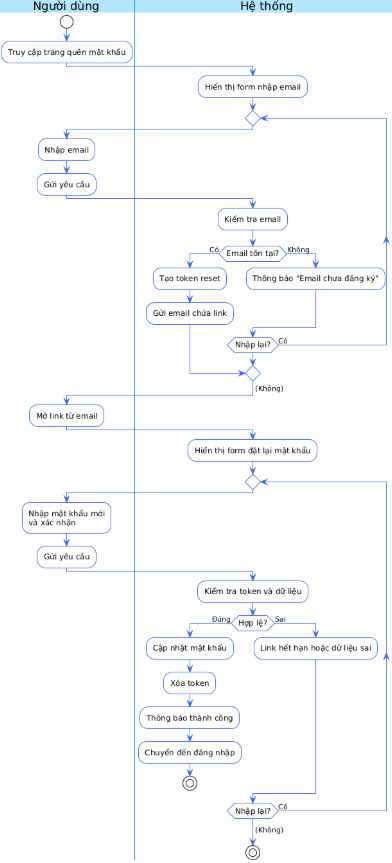 Người dùng
Hệ thống
Truy cập trang quên mật khẩu
Hiển thị form nhập email
Nhập email
Gửi yêu cầu
Kiểm tra email
Có
Email tồn tại?
Không
Tạo token reset
Thông báo "Email chưa đăng ký"
Gửi email chứa link
Nhập lại?
Có
(Không)
Mở link từ email
Hiển thị form đặt lại mật khẩu
Nhập mật khẩu mới
và xác nhận
Gửi yêu cầu
Kiểm tra token và dữ liệu
Đúng
Hợp lệ?
Sai
Cập nhật mật khẩu
Link hết hạn hoặc dữ liệu sai
Xóa token
Thông báo thành công
Chuyển đến đăng nhập
Nhập lại?
Có
(Không)